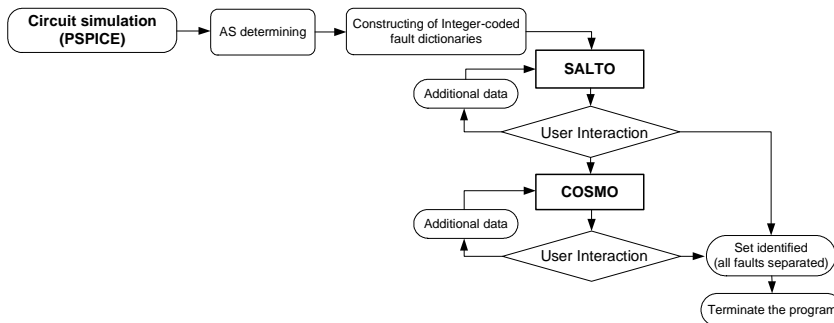 Circuit simulation
(PSPICE)
AS determining
Constructing of Integer-coded
fault dictionaries
SALTO
Additional data
User Interaction
COSMO
Additional data
User Interaction
Set identified
(all faults separated)
Terminate the program